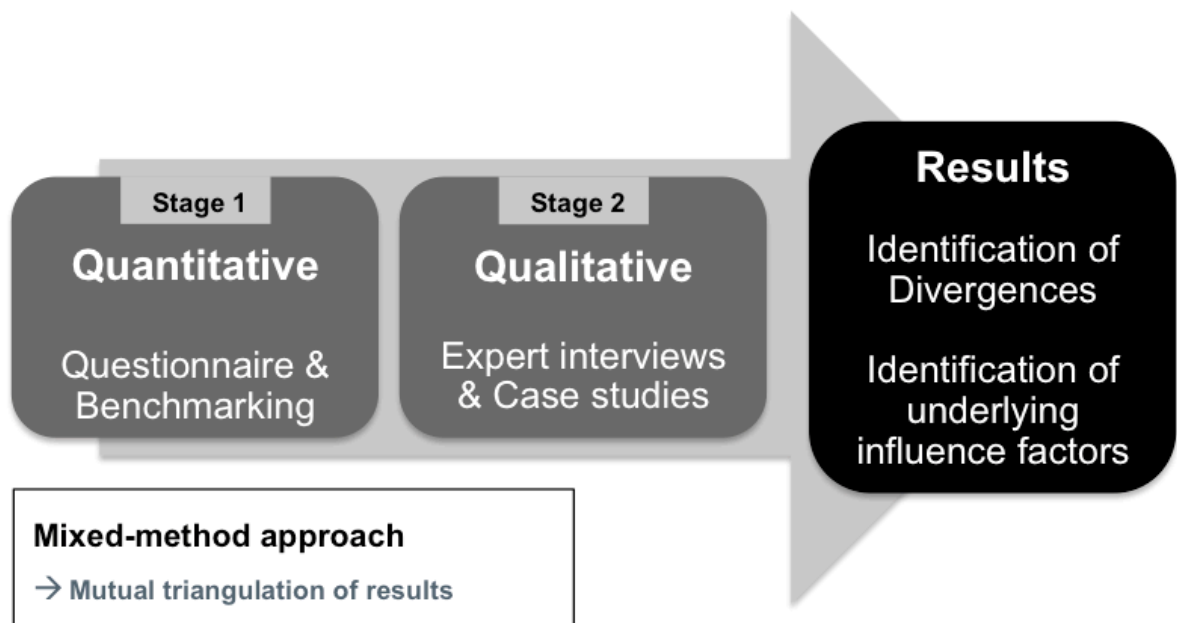 Stage 1
Quantitative
Questionnaire &
Benchmarking
Stage 2
Qualitative
Expert interviews
& Case studies
Results
Identification of
Divergences
Identification of
underlying
influence factors
Mixed-method approach
→ Mutual triangulation of results